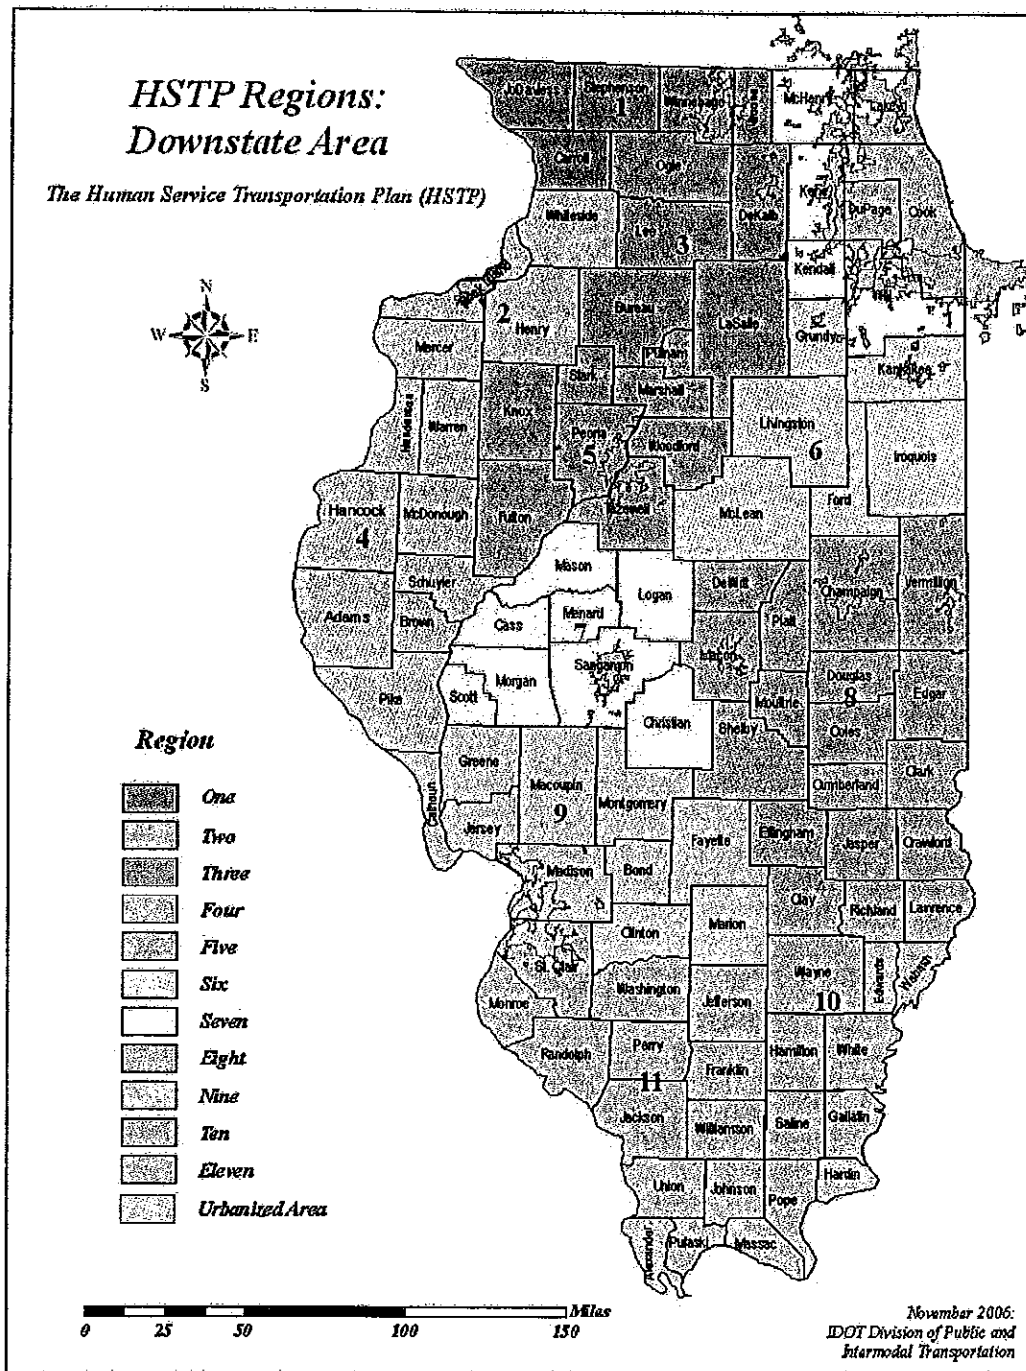 HSTP Regions:
Downstate Area
The Human Service Transportation Plan (HSTP)
N
W E
S
JoDaviess Stephenson 1 Winnebago McHenry Lake
Carroll Ogle DeKalb Kane DuPage Cook
Whiteside Lee 3 Kendall
2 Henry Bureau LaSalle Grundy Will
Mercer Putnam Kankakee
Stark Marshall
Henderson Warren Knox Peoria 5 Woodford Livingston 6 Iroquois
Hancock 4 McDonough Fulton Tazewell McLean Ford
Mason Logan DeWitt Champaign Vermilion
Schuyler Menard 7 Piatt
Adams Brown Cass Macon
Pike Scott Morgan Sangamon Christian Moultrie Douglas 8 Edgar
Shelby Coles
Greene Macoupin 9 Montgomery Cumberland Clark
Calhoun Jersey Fayette Effingham Jasper Crawford
Madison Bond Clay Richland Lawrence
Clinton Marion
St. Clair Washington Jefferson Wayne 10 Edwards Wabash
Monroe
Randolph Perry 11 Franklin Hamilton White
Jackson Williamson Saline Gallatin
Union Johnson Pope Hardin
Alexander Pulaski Massac
Region
One
Two
Three
Four
Five
Six
Seven
Eight
Nine
Ten
Eleven
Urbanized Area
Miles
0 25 50 100 150
November 2006:
IDOT Division of Public and
Intermodal Transportation